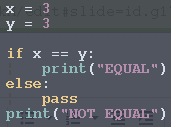 x = 3
y = 3
if x == y:
    print("EQUAL")
else:
    pass
print("NOT EQUAL")